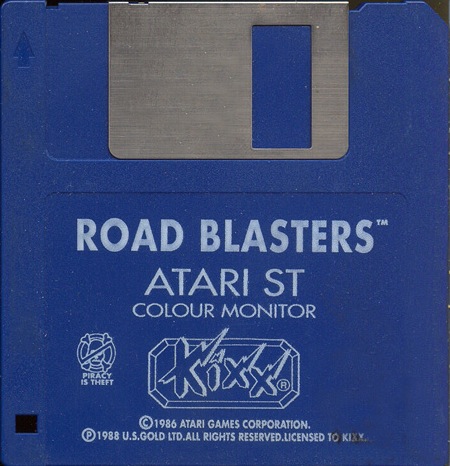 ROAD BLASTERS™
ATARI ST
COLOUR MONITOR
PIRACY
IS THEFT
Kixx®
©1986 ATARI GAMES CORPORATION.
℗1988 U.S.GOLD LTD.ALL RIGHTS RESERVED.LICENSED TO KIXX.